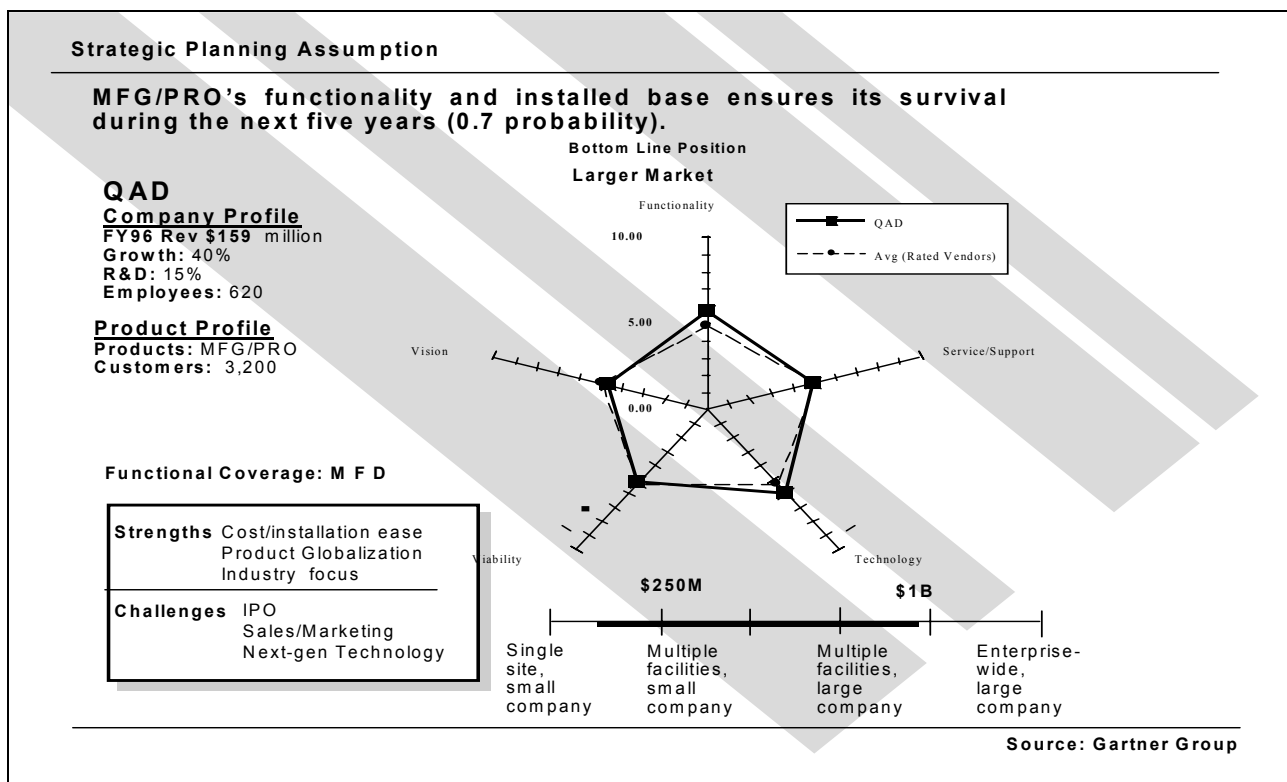 Strategic Planning Assumption
MFG/PRO's functionality and installed base ensures its survival
during the next five years (0.7 probability).
Bottom Line Position
Larger Market
QAD
Company Profile
FY96 Rev $159 million
Growth: 40%
R&D: 15%
Employees: 620
Product Profile
Products: MFG/PRO
Customers: 3,200
Functionality
10.00
5.00
0.00
QAD
Avg (Rated Vendors)
Vision
Service/Support
Viability
Technology
Functional Coverage: M F D
Strengths Cost/installation ease
Product Globalization
Industry focus
Challenges IPO
Sales/Marketing
Next-gen Technology
$250M
$1B
Single
site,
small
company
Multiple
facilities,
small
company
Multiple
facilities,
large
company
Enterprise-
wide,
large
company
Source: Gartner Group